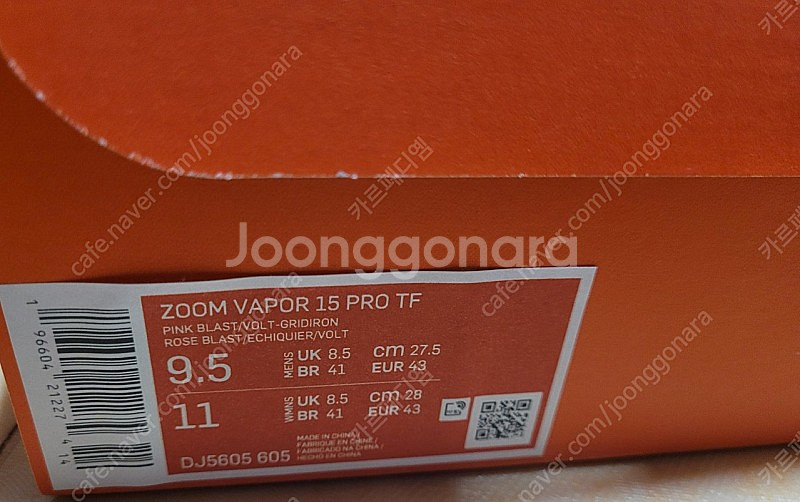 Joonggonara
cafe.naver.com/joonggonara
카르페디엠
ZOOM VAPOR 15 PRO TF
PINK BLAST/VOLT-GRIDIRON
ROSE BLAST/ECHIQUIER/VOLT
9.5 MENS UK 8.5 cm 27.5
BR 41 EUR 43
11 WMNS UK 8.5 cm 28
BR 41 EUR 43
MADE IN CHINA/
FABRIQUE EN CHINE/
FABRICADO NA CHINA/
HECHO EN CHINA
DJ5605 605
1 96604 21227 4 14